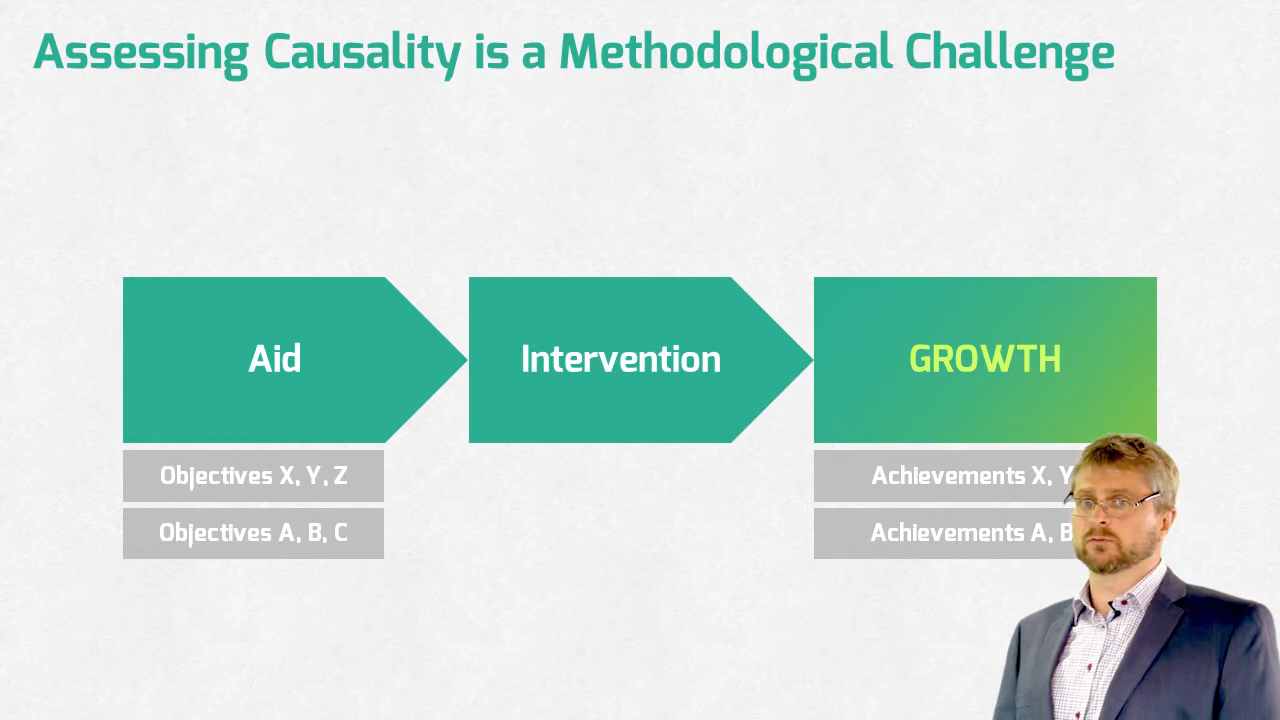 Assessing Causality is a Methodological Challenge
Aid
Intervention
GROWTH
Objectives X, Y, Z
Achievements X, Y
Objectives A, B, C
Achievements A, B